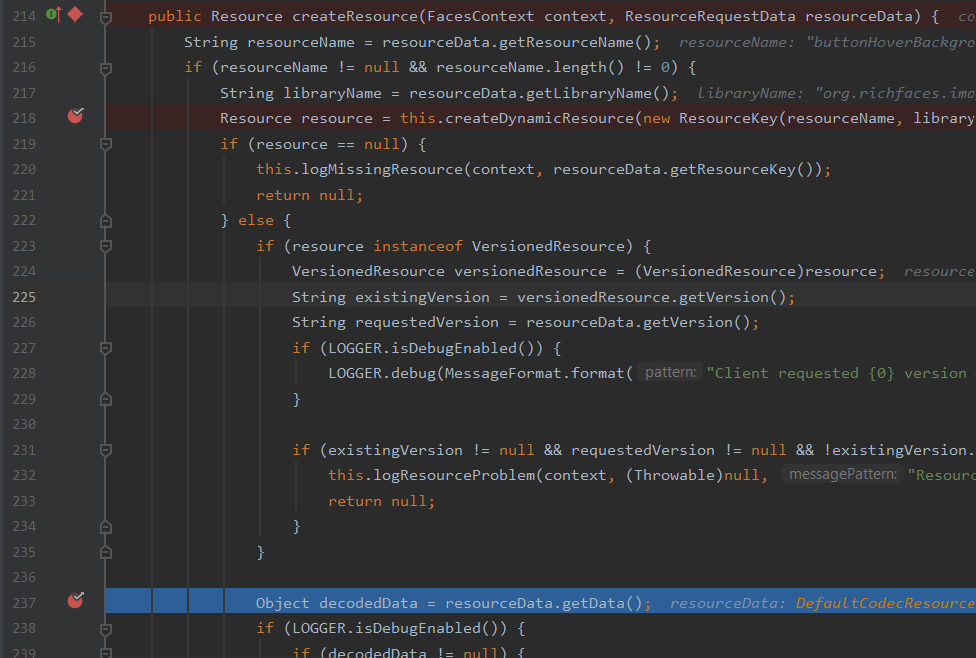 214 public Resource createResource(FacesContext context, ResourceRequestData resourceData) { co
215 String resourceName = resourceData.getResourceName(); resourceName: "buttonHoverBackgro
216 if (resourceName != null && resourceName.length() != 0) {
217 String libraryName = resourceData.getLibraryName(); libraryName: "org.richfaces.ima
218 Resource resource = this.createDynamicResource(new ResourceKey(resourceName, library
219 if (resource == null) {
220 this.logMissingResource(context, resourceData.getResourceKey());
221 return null;
222 } else {
223 if (resource instanceof VersionedResource) {
224 VersionedResource versionedResource = (VersionedResource)resource; resource
225 String existingVersion = versionedResource.getVersion();
226 String requestedVersion = resourceData.getVersion();
227 if (LOGGER.isDebugEnabled()) {
228 LOGGER.debug(MessageFormat.format( pattern: "Client requested {0} version
229 }
230
231 if (existingVersion != null && requestedVersion != null && !existingVersion.
232 this.logResourceProblem(context, (Throwable)null, messagePattern: "Resourc
233 return null;
234 }
235 }
236
237 Object decodedData = resourceData.getData(); resourceData: DefaultCodecResource
238 if (LOGGER.isDebugEnabled()) {
239 if (decodedData != null) {